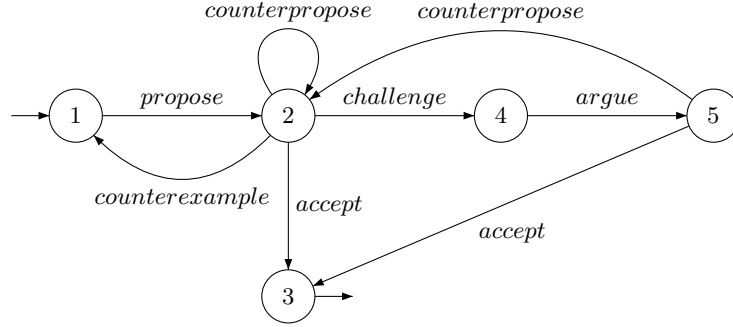 counterpropose counterpropose
propose challenge argue
1 2 4 5
counterexample
accept
accept
3